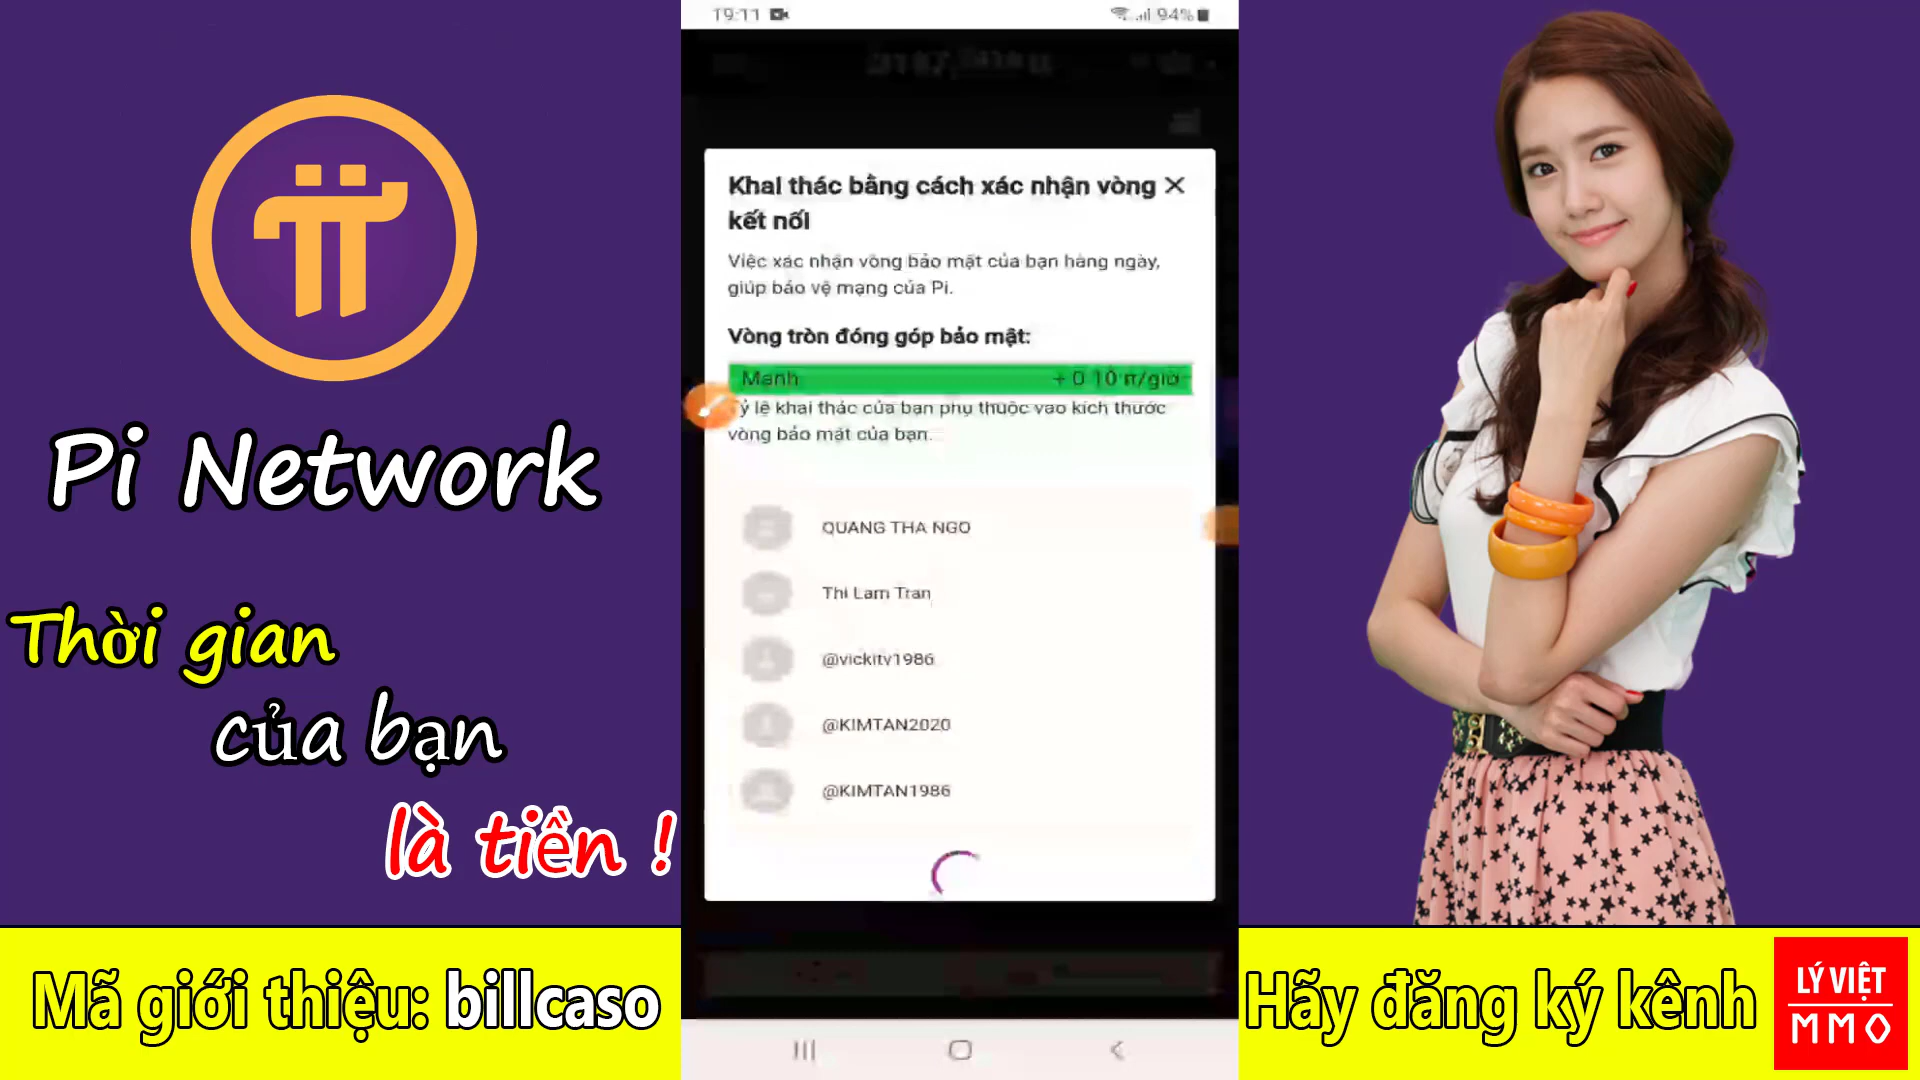 Pi Network
Thời gian
của bạn
là tiền !
Mã giới thiệu: billcaso
19:11
94%
Khai thác bằng cách xác nhận vòng
kết nối
Việc xác nhận vòng bảo mật của bạn hàng ngày,
giúp bảo vệ mạng của Pi.
Vòng tròn đóng góp bảo mật:
Mạnh + 0.10 π/giờ
Tỷ lệ khai thác của bạn phụ thuộc vào kích thước
vòng bảo mật của bạn.
QUANG THA NGO
Thi Lam Tran
@vickitv1986
@KIMTAN2020
@KIMTAN1986
Hãy đăng ký kênh
LÝ VIỆT
MMO